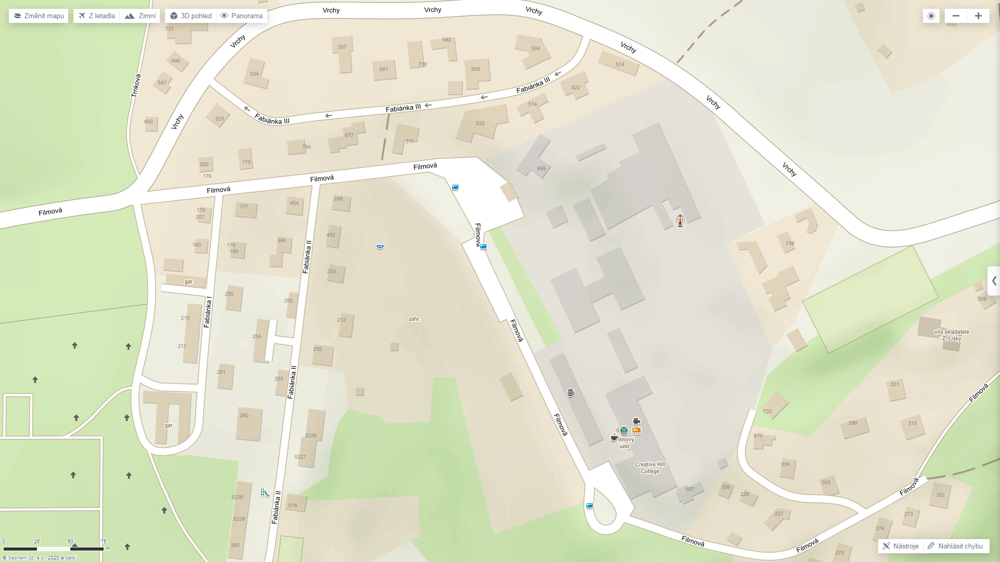 Změnit mapu
Z letadla
Zimní
3D pohled
Panorama
Vrchy
Vrchy
Vrchy
Vrchy
Vrchy
Vrchy
Vrchy
Vrchy
Trnková
731
546
547
692
524
557
541
730
582
508
504
574
522
514
532
531
677
764
511
175
200
176
699
Fabiánka III
Fabiánka III
Fabiánka III
Filmová
Filmová
Filmová
Filmová
Filmová
Filmová
Filmová
Filmová
Filmová
Filmová
Filmová
178
201
177
454
288
180
179
199
346
452
233
gar.
250
252
210
211
254
212
255
251
253
zahr.
Fabiánka I
Fabiánka II
Fabiánka II
Fabiánka II
gar.
260
5226
5227
5228
5229
265
518
738
309
vila skladatele
Z. Lišky
321
299
310
733
670
304
303
256
226
227
352
273
274
275
687
ilmový
uzel
Creative Hill
College
0 25 50 75
m
© Seznam.cz, a.s., 2020 a další
Nástroje
Nahlásit chybu